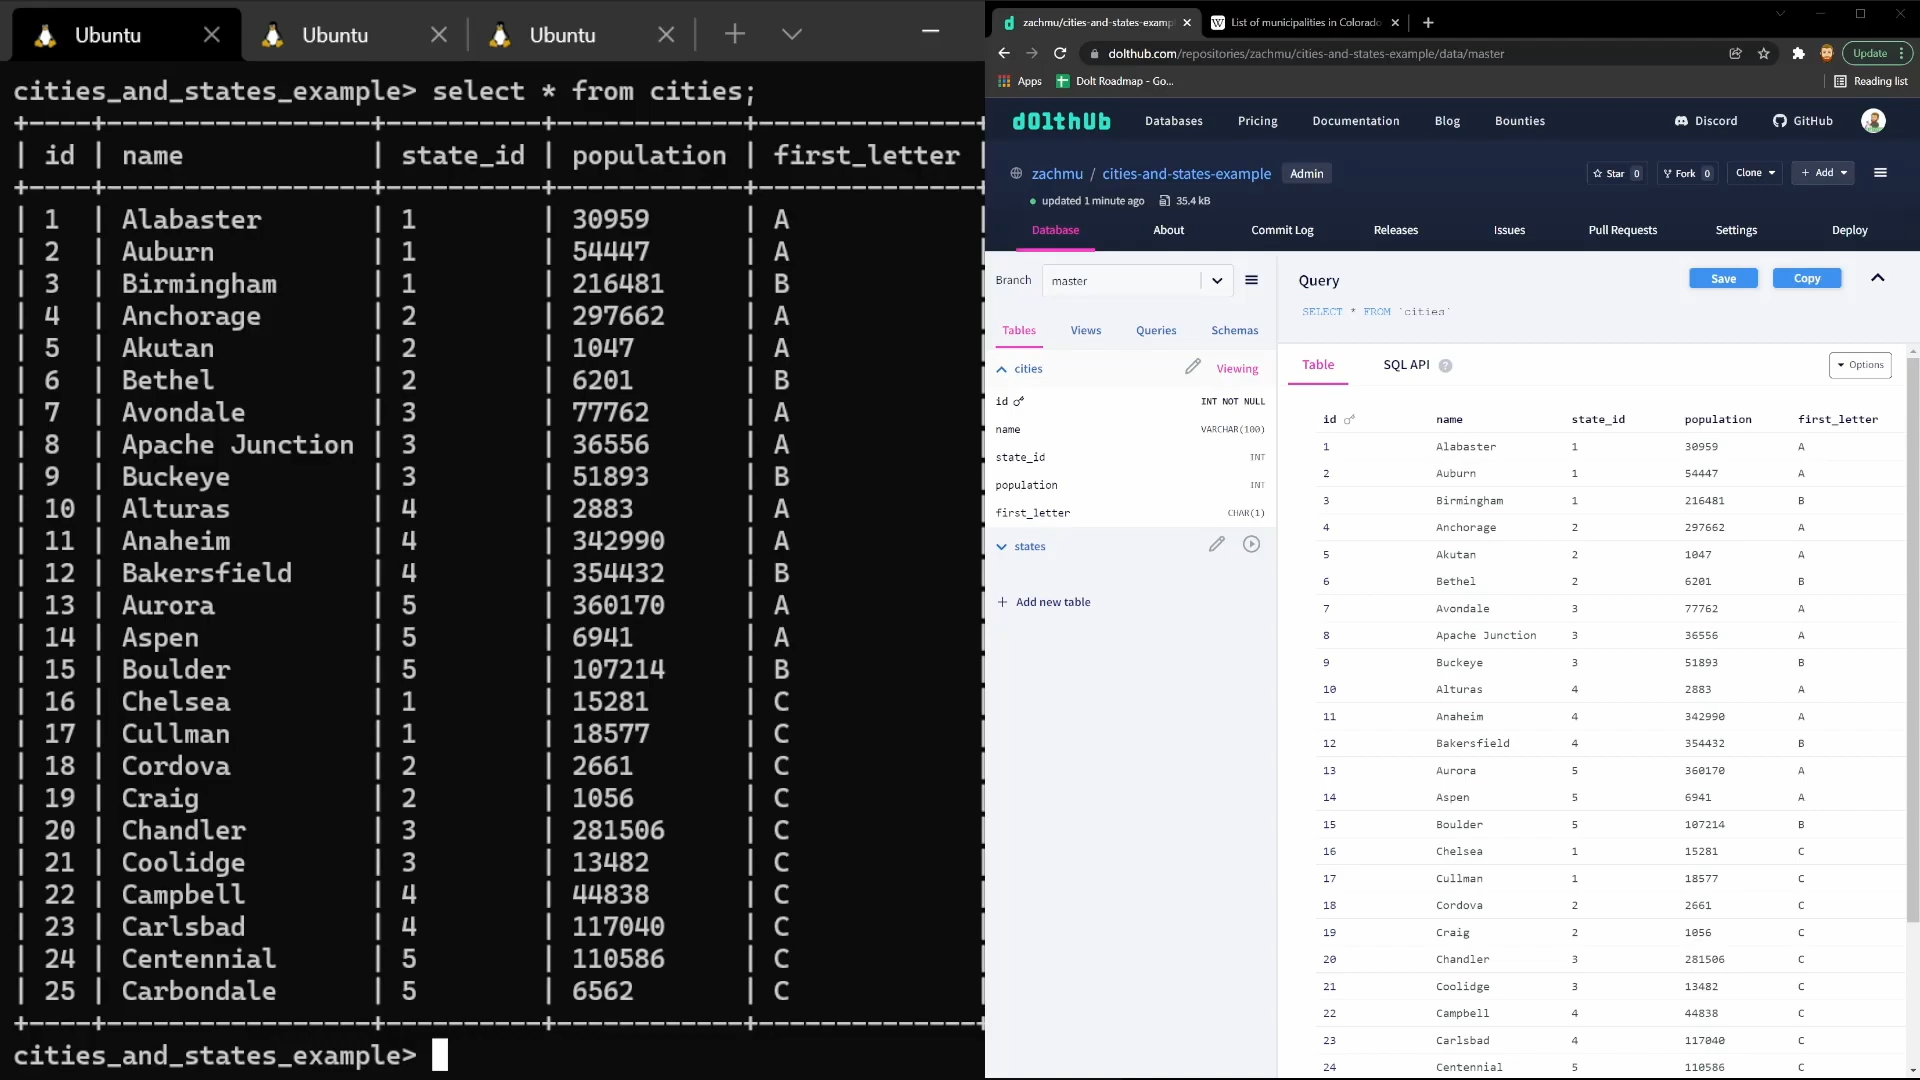 Ubuntu
Ubuntu
Ubuntu
cities_and_states_example> select * from cities;
| id | name | state_id | population | first_letter |
| 1 | Alabaster | 1 | 30959 | A
| 2 | Auburn | 1 | 54447 | A
| 3 | Birmingham | 1 | 216481 | B
| 4 | Anchorage | 2 | 297662 | A
| 5 | Akutan | 2 | 1047 | A
| 6 | Bethel | 2 | 6201 | B
| 7 | Avondale | 3 | 77762 | A
| 8 | Apache Junction | 3 | 36556 | A
| 9 | Buckeye | 3 | 51893 | B
| 10 | Alturas | 4 | 2883 | A
| 11 | Anaheim | 4 | 342990 | A
| 12 | Bakersfield | 4 | 354432 | B
| 13 | Aurora | 5 | 360170 | A
| 14 | Aspen | 5 | 6941 | A
| 15 | Boulder | 5 | 107214 | B
| 16 | Chelsea | 1 | 15281 | C
| 17 | Cullman | 1 | 18577 | C
| 18 | Cordova | 2 | 2661 | C
| 19 | Craig | 2 | 1056 | C
| 20 | Chandler | 3 | 281506 | C
| 21 | Coolidge | 3 | 13482 | C
| 22 | Campbell | 4 | 44838 | C
| 23 | Carlsbad | 4 | 117040 | C
| 24 | Centennial | 5 | 110586 | C
| 25 | Carbondale | 5 | 6562 | C
cities_and_states_example>
zachmu/cities-and-states-examp
List of municipalities in Colorado
dolthub.com/repositories/zachmu/cities-and-states-example/data/master
Update
Apps Dolt Roadmap - Go...
Reading list
dolthub Databases Pricing Documentation Blog Bounties Discord GitHub
zachmu / cities-and-states-example Admin
Star 0 Fork 0 Clone + Add
updated 1 minute ago 35.4 kB
Database About Commit Log Releases Issues Pull Requests Settings Deploy
Branch master
Tables Views Queries Schemas
cities Viewing
id INT NOT NULL
name VARCHAR(100)
state_id INT
population INT
first_letter CHAR(1)
states
+ Add new table
Query Save Copy
SELECT * FROM `cities`
Table SQL API ? Options
id name state_id population first_letter
1 Alabaster 1 30959 A
2 Auburn 1 54447 A
3 Birmingham 1 216481 B
4 Anchorage 2 297662 A
5 Akutan 2 1047 A
6 Bethel 2 6201 B
7 Avondale 3 77762 A
8 Apache Junction 3 36556 A
9 Buckeye 3 51893 B
10 Alturas 4 2883 A
11 Anaheim 4 342990 A
12 Bakersfield 4 354432 B
13 Aurora 5 360170 A
14 Aspen 5 6941 A
15 Boulder 5 107214 B
16 Chelsea 1 15281 C
17 Cullman 1 18577 C
18 Cordova 2 2661 C
19 Craig 2 1056 C
20 Chandler 3 281506 C
21 Coolidge 3 13482 C
22 Campbell 4 44838 C
23 Carlsbad 4 117040 C
24 Centennial 5 110586 C